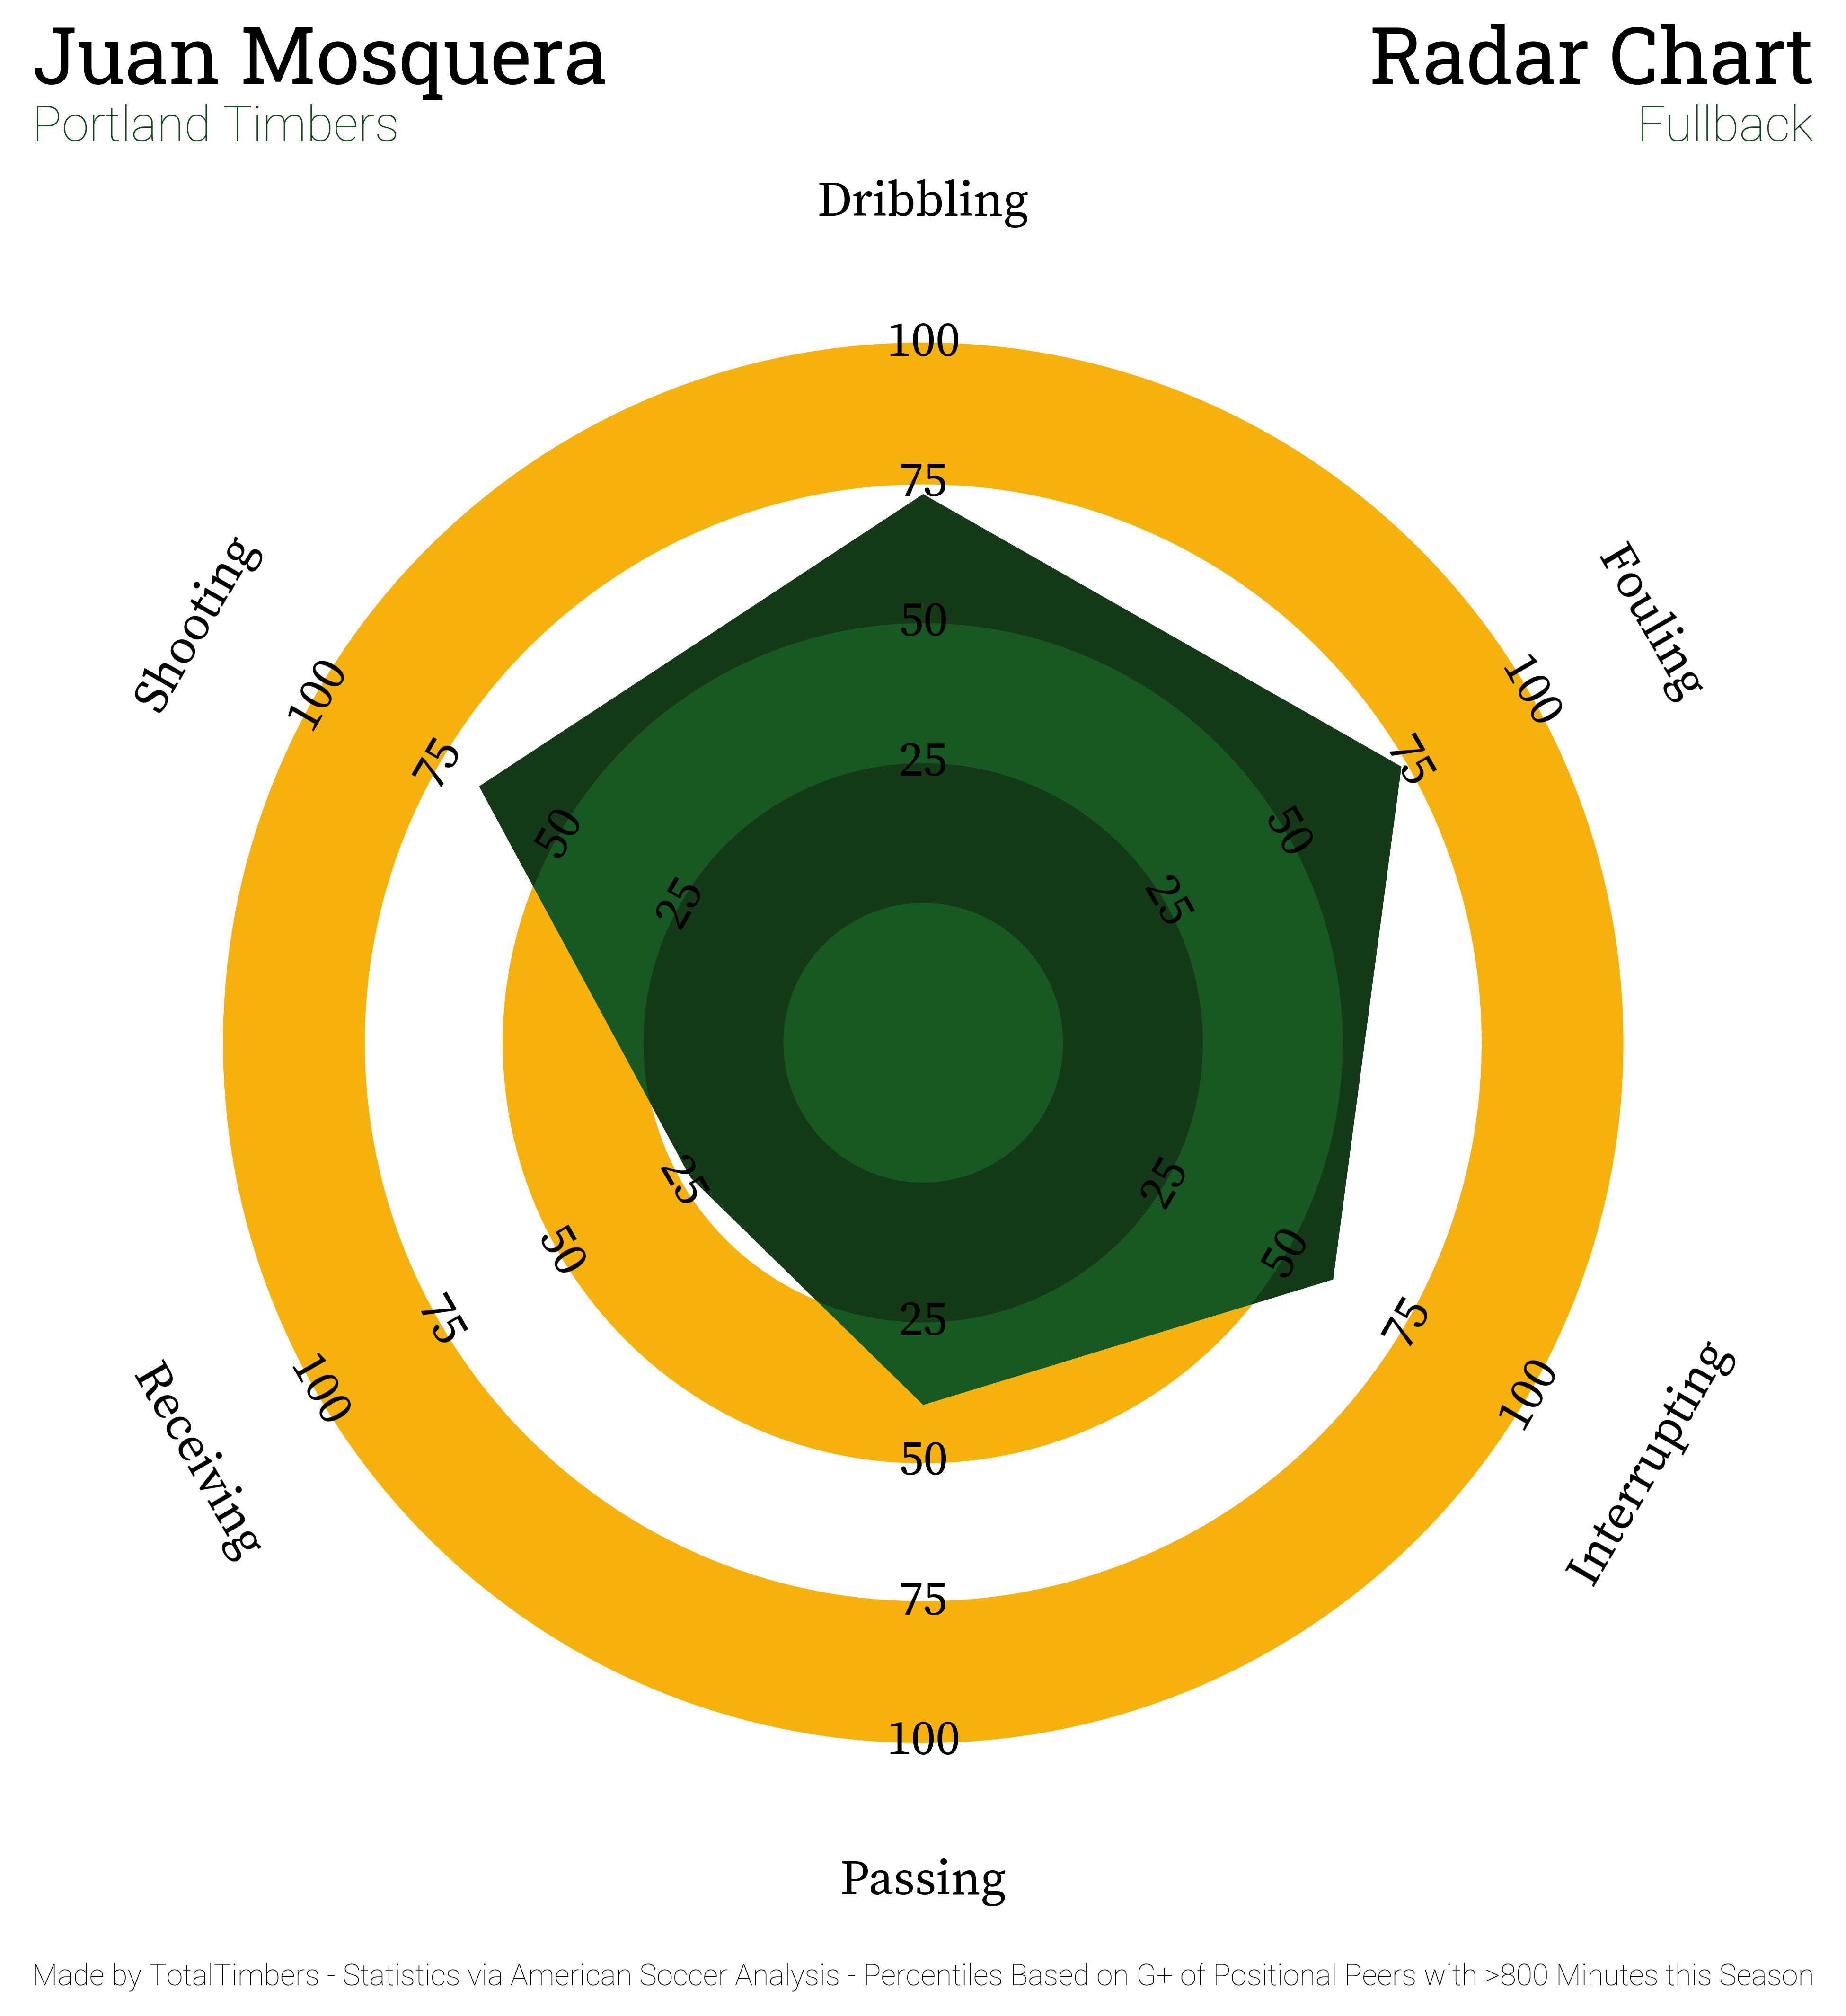 Juan Mosquera
Portland Timbers
Radar Chart
Fullback
Dribbling
100
75
50
25
Fouling
100
75
50
25
Interrupting
25
50
75
100
Passing
25
50
75
100
Receiving
25
50
75
100
Shooting
100
75
50
25
Made by TotalTimbers - Statistics via American Soccer Analysis - Percentiles Based on G+ of Positional Peers with >800 Minutes this Season